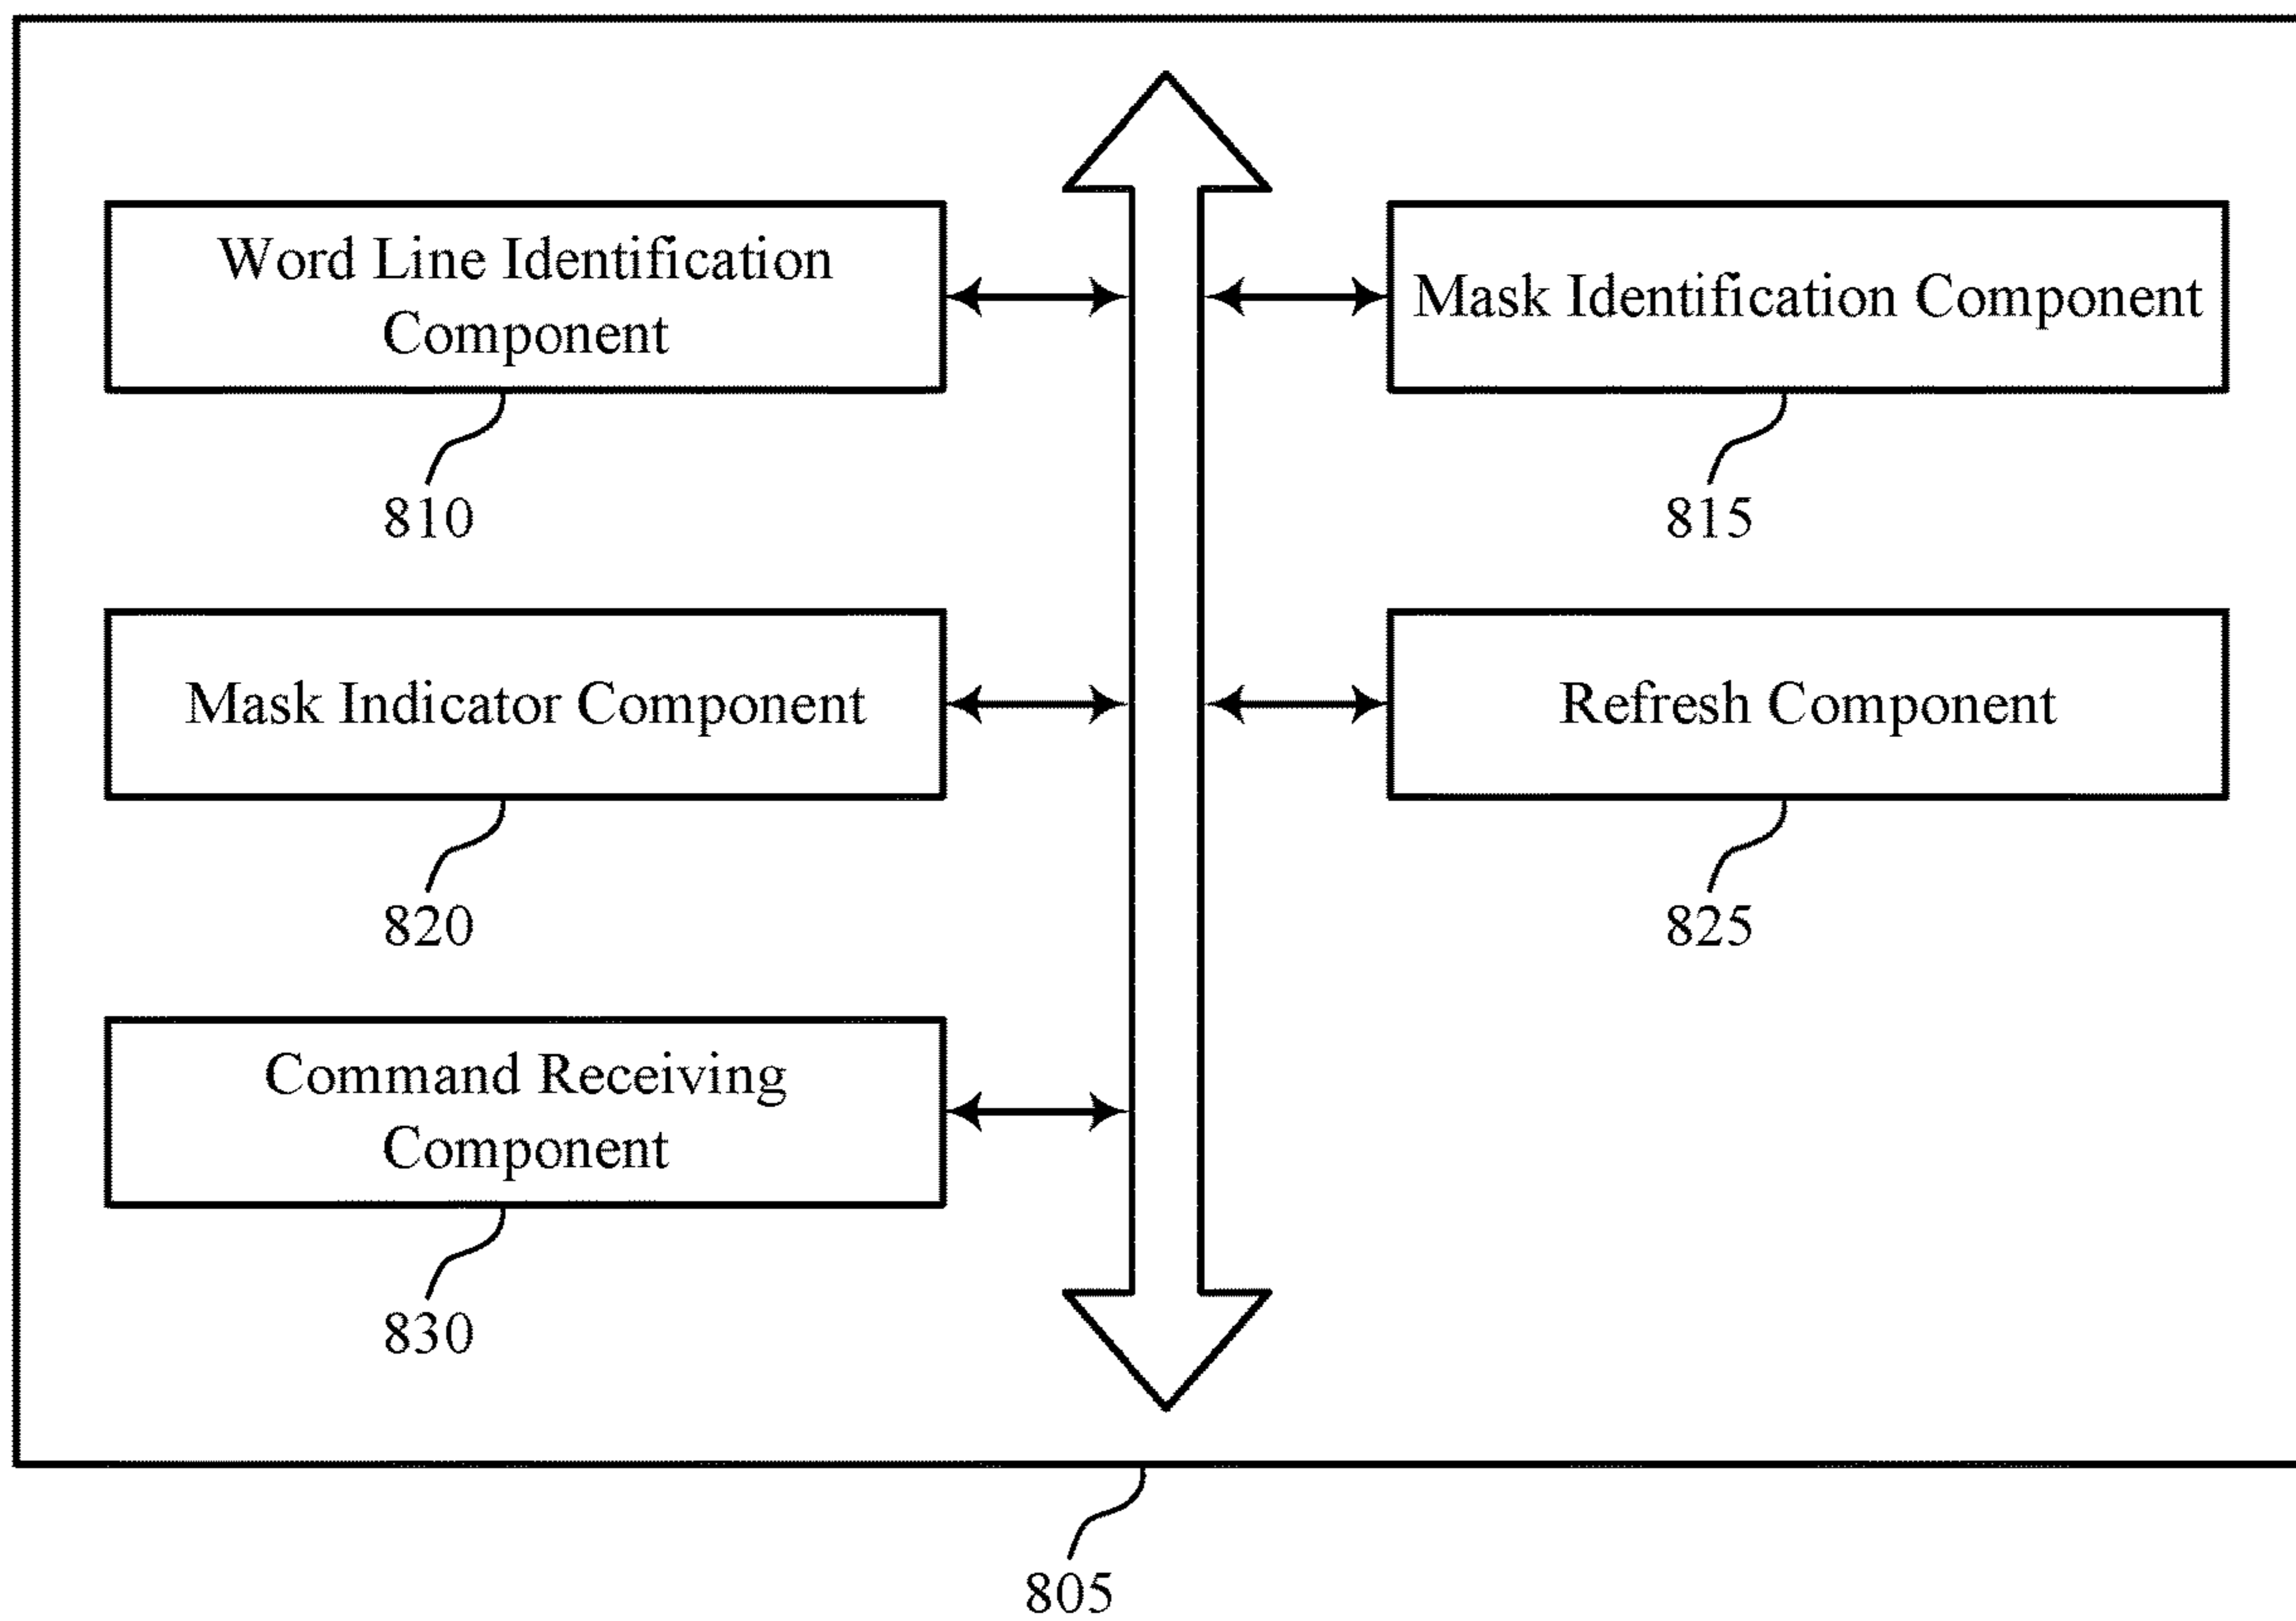 Word Line Identification
Component
810
Mask Identification Component
815
Mask Indicator Component
820
Refresh Component
825
Command Receiving
Component
830
805